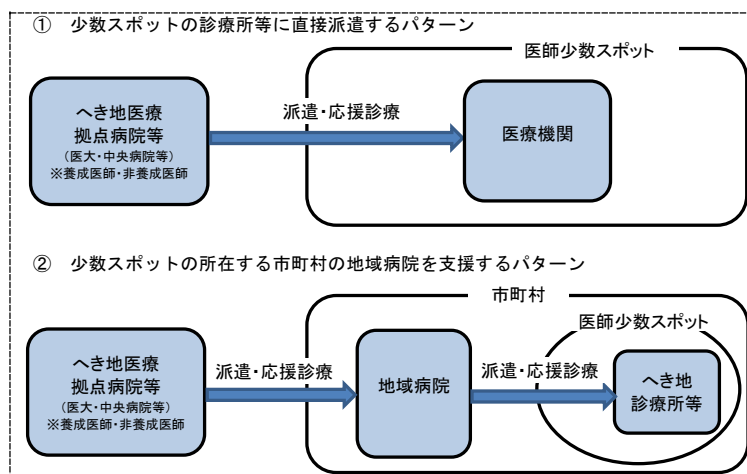 ① 少数スポットの診療所等に直接派遣するパターン
医師少数スポット
へき地医療
拠点病院等
（医大・中央病院等）
※養成医師・非養成医師
派遣・応援診療
医療機関
② 少数スポットの所在する市町村の地域病院を支援するパターン
市町村
医師少数スポット
へき地医療
拠点病院等
（医大・中央病院等）
※養成医師・非養成医師
派遣・応援診療
地域病院
派遣・応援診療
へき地
診療所等